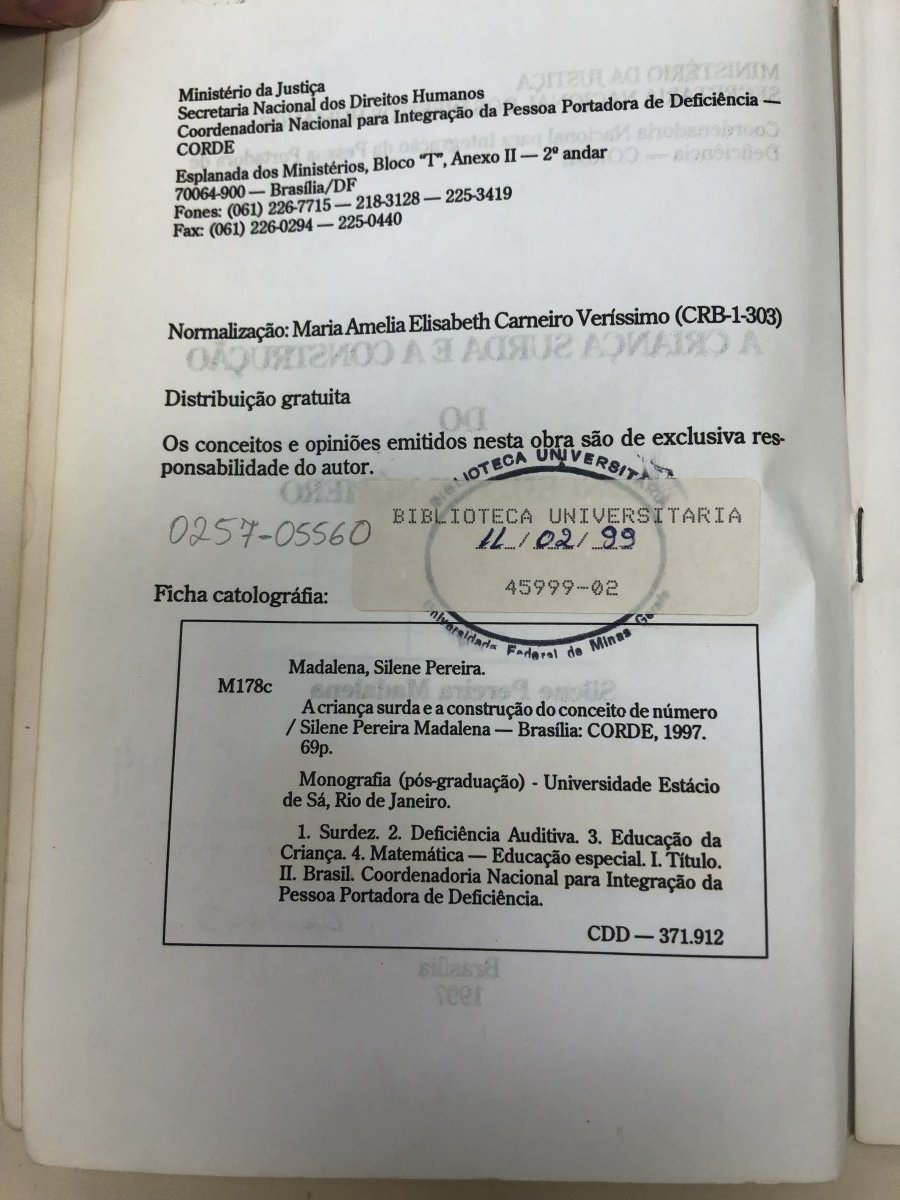 Ministério da Justiça
Secretaria Nacional dos Direitos Humanos
Coordenadoria Nacional para Integração da Pessoa Portadora de Deficiência —
CORDE
Esplanada dos Ministérios, Bloco "T", Anexo II — 2º andar
70064-900 — Brasília/DF
Fones: (061) 226-7715 — 218-3128 — 225-3419
Fax: (061) 226-0294 — 225-0440
Normalização: Maria Amelia Elisabeth Carneiro Veríssimo (CRB-1-303)
Distribuição gratuita
Os conceitos e opiniões emitidos nesta obra são de exclusiva res-
ponsabilidade do autor.
BIBLIOTECA UNIVERSITÁRIA
0257-05560
BIBLIOTECA UNIVERSITARIA
11/02/99
45999-02
Universidade Federal de Minas Gerais
Ficha catolográfia:
Madalena, Silene Pereira.
M178c
A criança surda e a construção do conceito de número
/ Silene Pereira Madalena — Brasília: CORDE, 1997.
69p.
Monografia (pós-graduação) - Universidade Estácio
de Sá, Rio de Janeiro.
1. Surdez. 2. Deficiência Auditiva. 3. Educação da
Criança. 4. Matemática — Educação especial. I. Título.
II. Brasil. Coordenadoria Nacional para Integração da
Pessoa Portadora de Deficiência.
CDD — 371.912